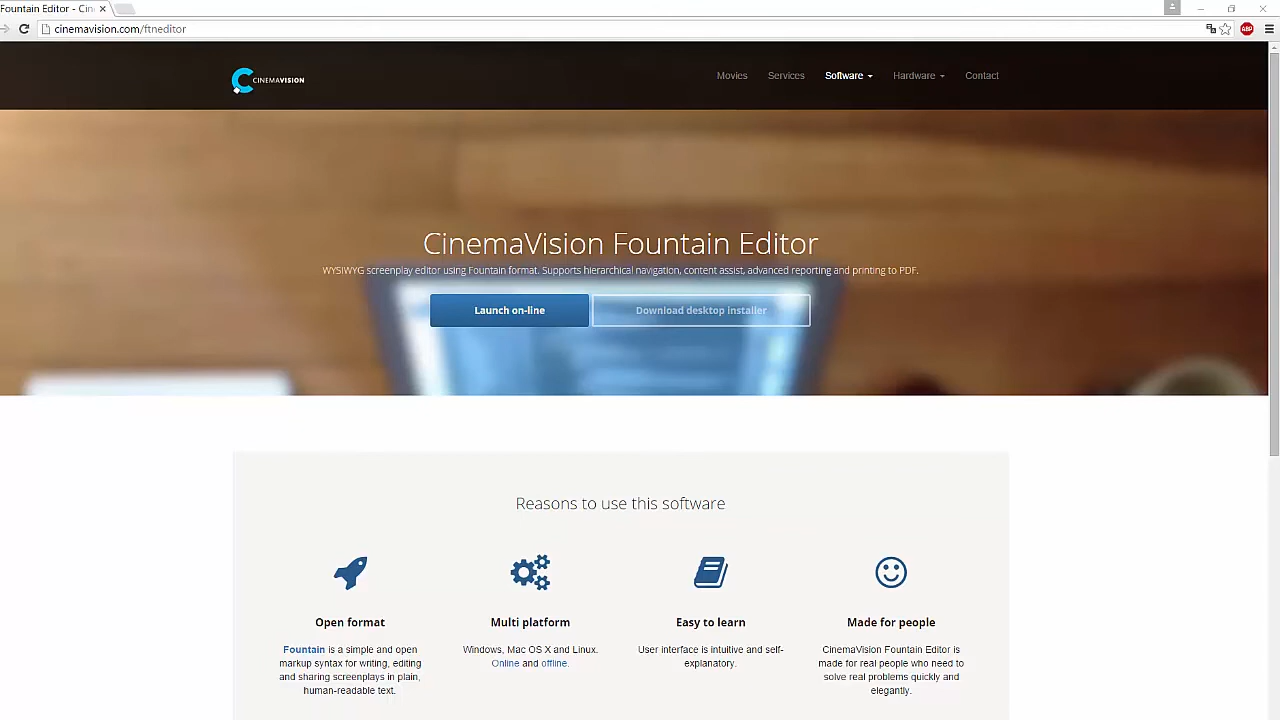 Fountain Editor - Cin
cinemavision.com/ftneditor
ABP
CINEMAVISION
Movies Services Software Hardware Contact
CinemaVision Fountain Editor
WYSIWYG screenplay editor using Fountain format. Supports hierarchical navigation, content assist, advanced reporting and printing to PDF.
Launch on-line Download desktop installer
Reasons to use this software
Open format
Fountain is a simple and open
markup syntax for writing, editing
and sharing screenplays in plain,
human-readable text.
Multi platform
Windows, Mac OS X and Linux.
Online and offline.
Easy to learn
User interface is intuitive and self-
explanatory.
Made for people
CinemaVision Fountain Editor is
made for real people who need to
solve real problems quickly and
elegantly.